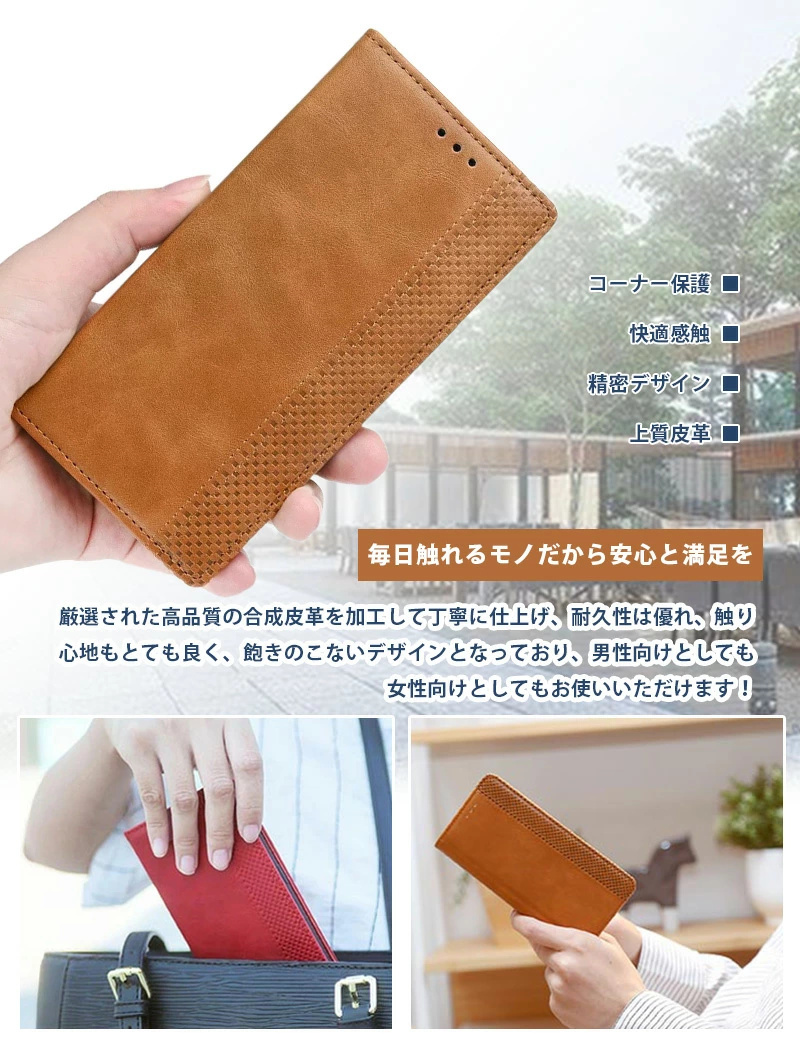 コーナー保護 ■
快適感触 ■
精密デザイン ■
上質皮革 ■
毎日触れるモノだから安心と満足を
厳選された高品質の合成皮革を加工して丁寧に仕上げ、耐久性は優れ、触り
心地もとても良く、飽きのこないデザインとなっており、男性向けとしても
女性向けとしてもお使いいただけます！